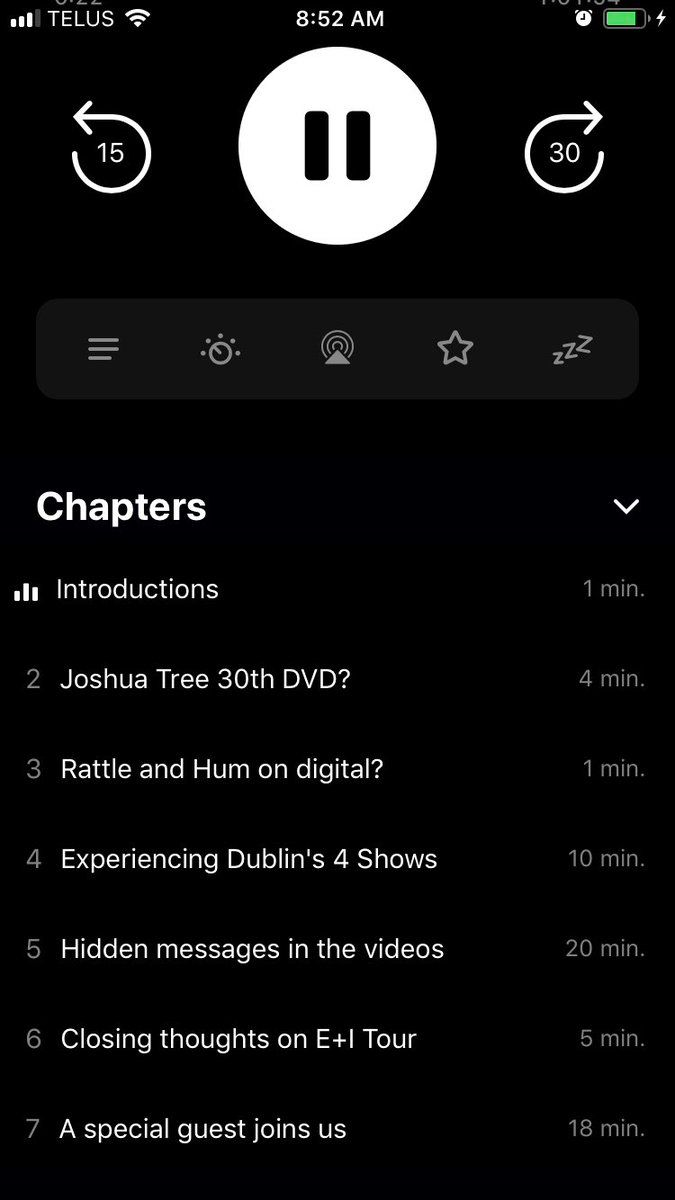 TELUS 8:52 AM
15 30
zzZ
Chapters
Introductions 1 min.
2 Joshua Tree 30th DVD? 4 min.
3 Rattle and Hum on digital? 1 min.
4 Experiencing Dublin's 4 Shows 10 min.
5 Hidden messages in the videos 20 min.
6 Closing thoughts on E+I Tour 5 min.
7 A special guest joins us 18 min.